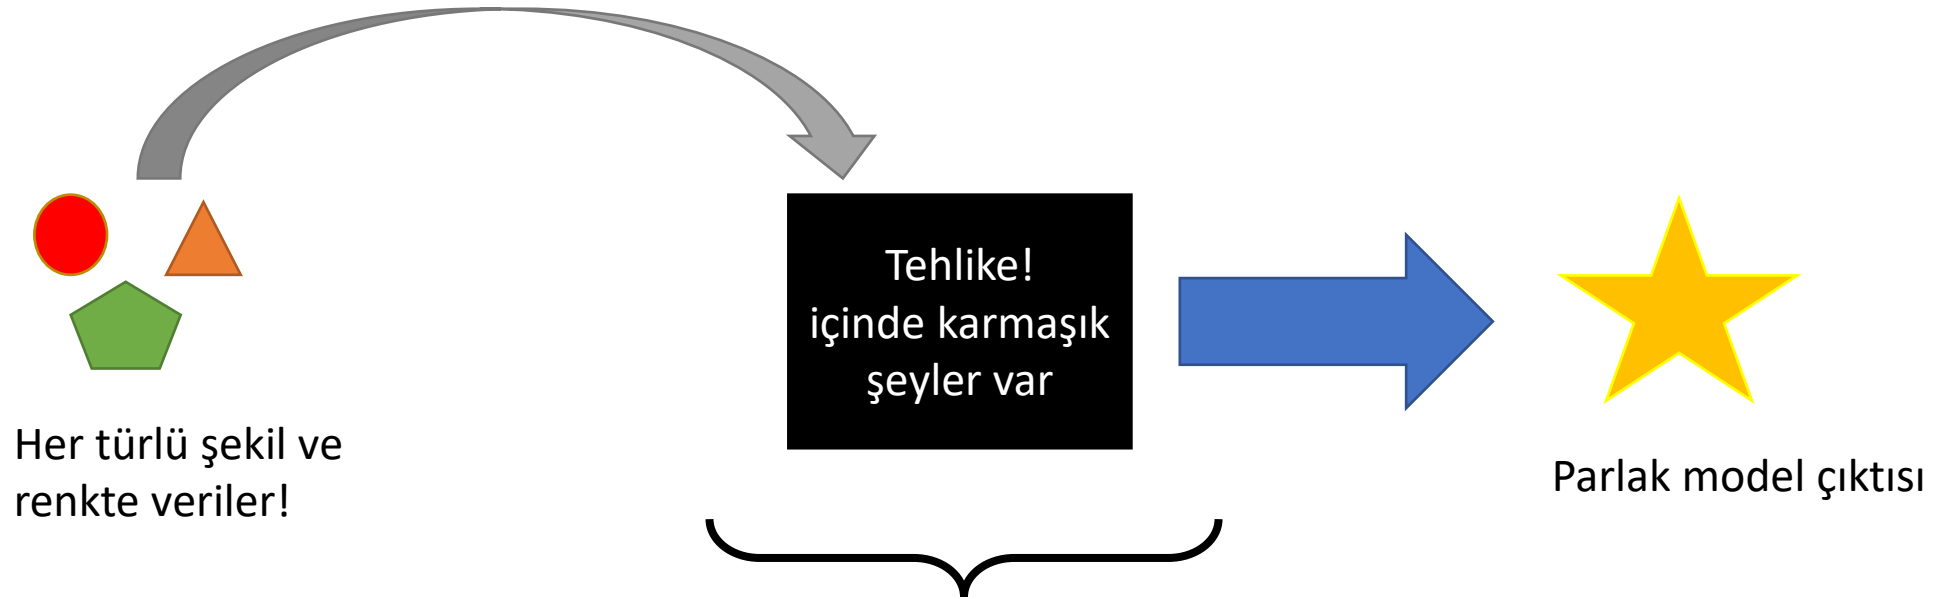 Tehlike!
içinde karmaşık
şeyler var
Her türlü şekil ve
renkte veriler!
Parlak model çıktısı